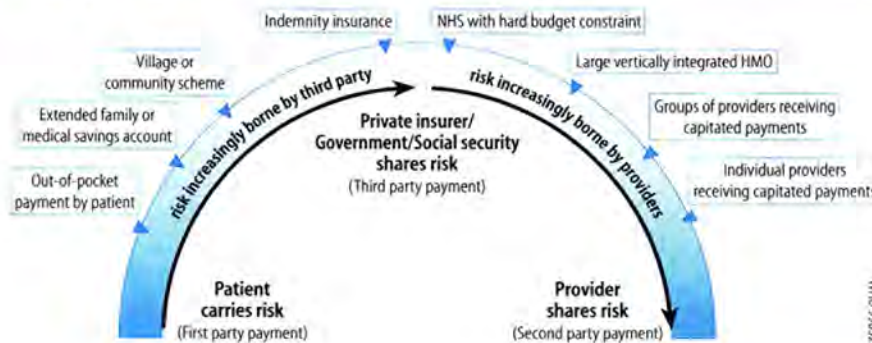 Indemnity insurance
NHS with hard budget constraint
Village or
community scheme
Large vertically integrated HMO
Extended family or
medical savings account
Groups of providers receiving
capitated payments
Out-of-pocket
payment by patient
Individual providers
receiving capitated payments
risk increasingly borne by third party
risk increasingly borne by providers
Private insurer/
Government/Social security
shares risk
(Third party payment)
Patient
carries risk
(First party payment)
Provider
shares risk
(Second party payment)